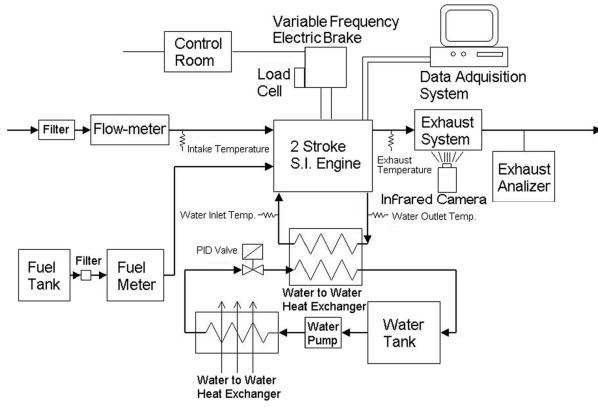 Variable Frequency
Electric Brake
Control
Room
Load
Cell
Data Adquisition
System
Filter
Flow-meter
Intake Temperature
2 Stroke
S.I. Engine
Exhaust
System
Exhaust
Temperature
Infrared Camera
Exhaust
Analizer
Water Inlet Temp.
Water Outlet Temp.
Fuel
Tank
Filter
Fuel
Meter
PID Valve
Water to Water
Heat Exchanger
Water
Pump
Water
Tank
Water to Water
Heat Exchanger